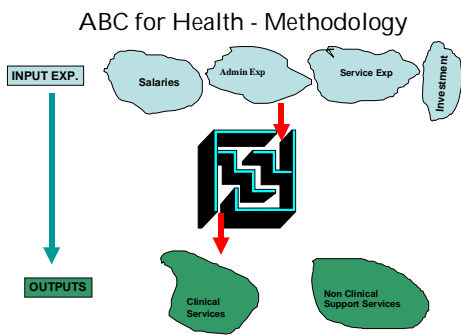 ABC for Health - Methodology
INPUT EXP.
Salaries
Admin Exp
Service Exp
Investment
OUTPUTS
Clinical
Services
Non Clinical
Support Services